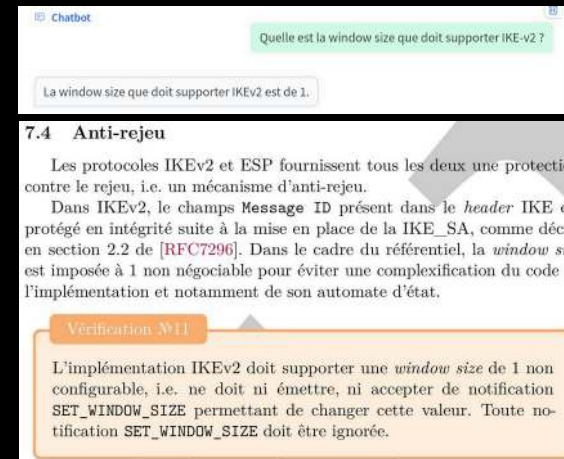 Chatbot
Quelle est la window size que doit supporter IKE-v2 ?
La window size que doit supporter IKEv2 est de 1.
7.4 Anti-rejeu
Les protocoles IKEv2 et ESP fournissent tous les deux une protecti
contre le rejeu, i.e. un mécanisme d'anti-rejeu.
Dans IKEv2, le champs Message ID présent dans le header IKE e
protégé en intégrité suite à la mise en place de la IKE_SA, comme déc
en section 2.2 de [RFC7296]. Dans le cadre du référentiel, la window si
est imposée à 1 non négociable pour éviter une complexification du code
l'implémentation et notamment de son automate d'état.
Vérification №11
L'implémentation IKEv2 doit supporter une window size de 1 non
configurable, i.e. ne doit ni émettre, ni accepter de notification
SET_WINDOW_SIZE permettant de changer cette valeur. Toute no-
tification SET_WINDOW_SIZE doit être ignorée.